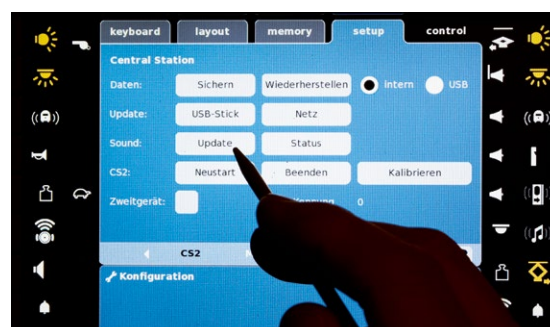 keyboard layout memory setup control
Central Station
Daten: Sichern Wiederherstellen intern USB
Update: USB-Stick Netz
Sound: Update Status
CS2: Neustart Beenden Kalibrieren
Zweitgerät: 0
CS2
Konfiguration